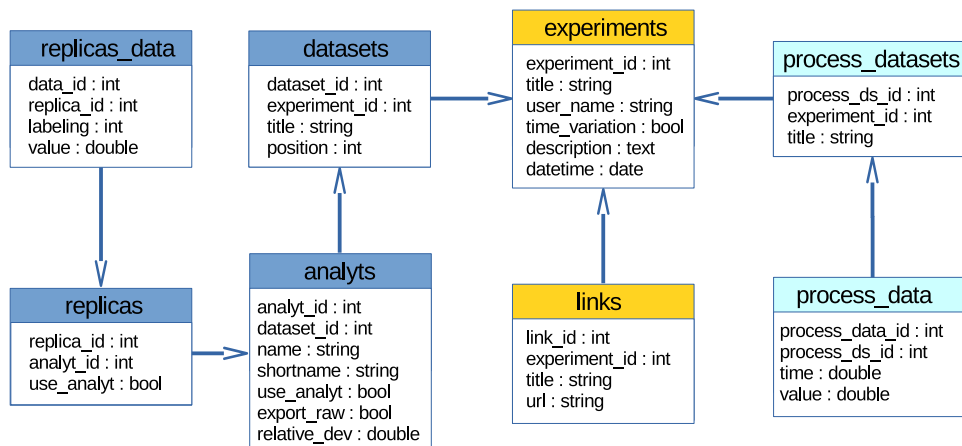 replicas_data
data_id : int
replica_id : int
labeling : int
value : double
datasets
dataset_id : int
experiment_id : int
title : string
position : int
experiments
experiment_id : int
title : string
user_name : string
time_variation : bool
description : text
datetime : date
process_datasets
process_ds_id : int
experiment_id : int
title : string
replicas
replica_id : int
analyt_id : int
use_analyt : bool
analyts
analyt_id : int
dataset_id : int
name : string
shortname : string
use_analyt : bool
export_raw : bool
relative_dev : double
links
link_id : int
experiment_id : int
title : string
url : string
process_data
process_data_id : int
process_ds_id : int
time : double
value : double